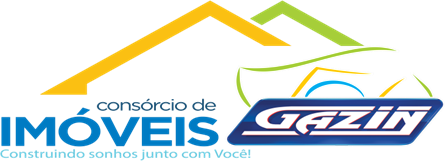 consórcio de
IMÓVEIS GAZIN
Construindo sonhos junto com Você!